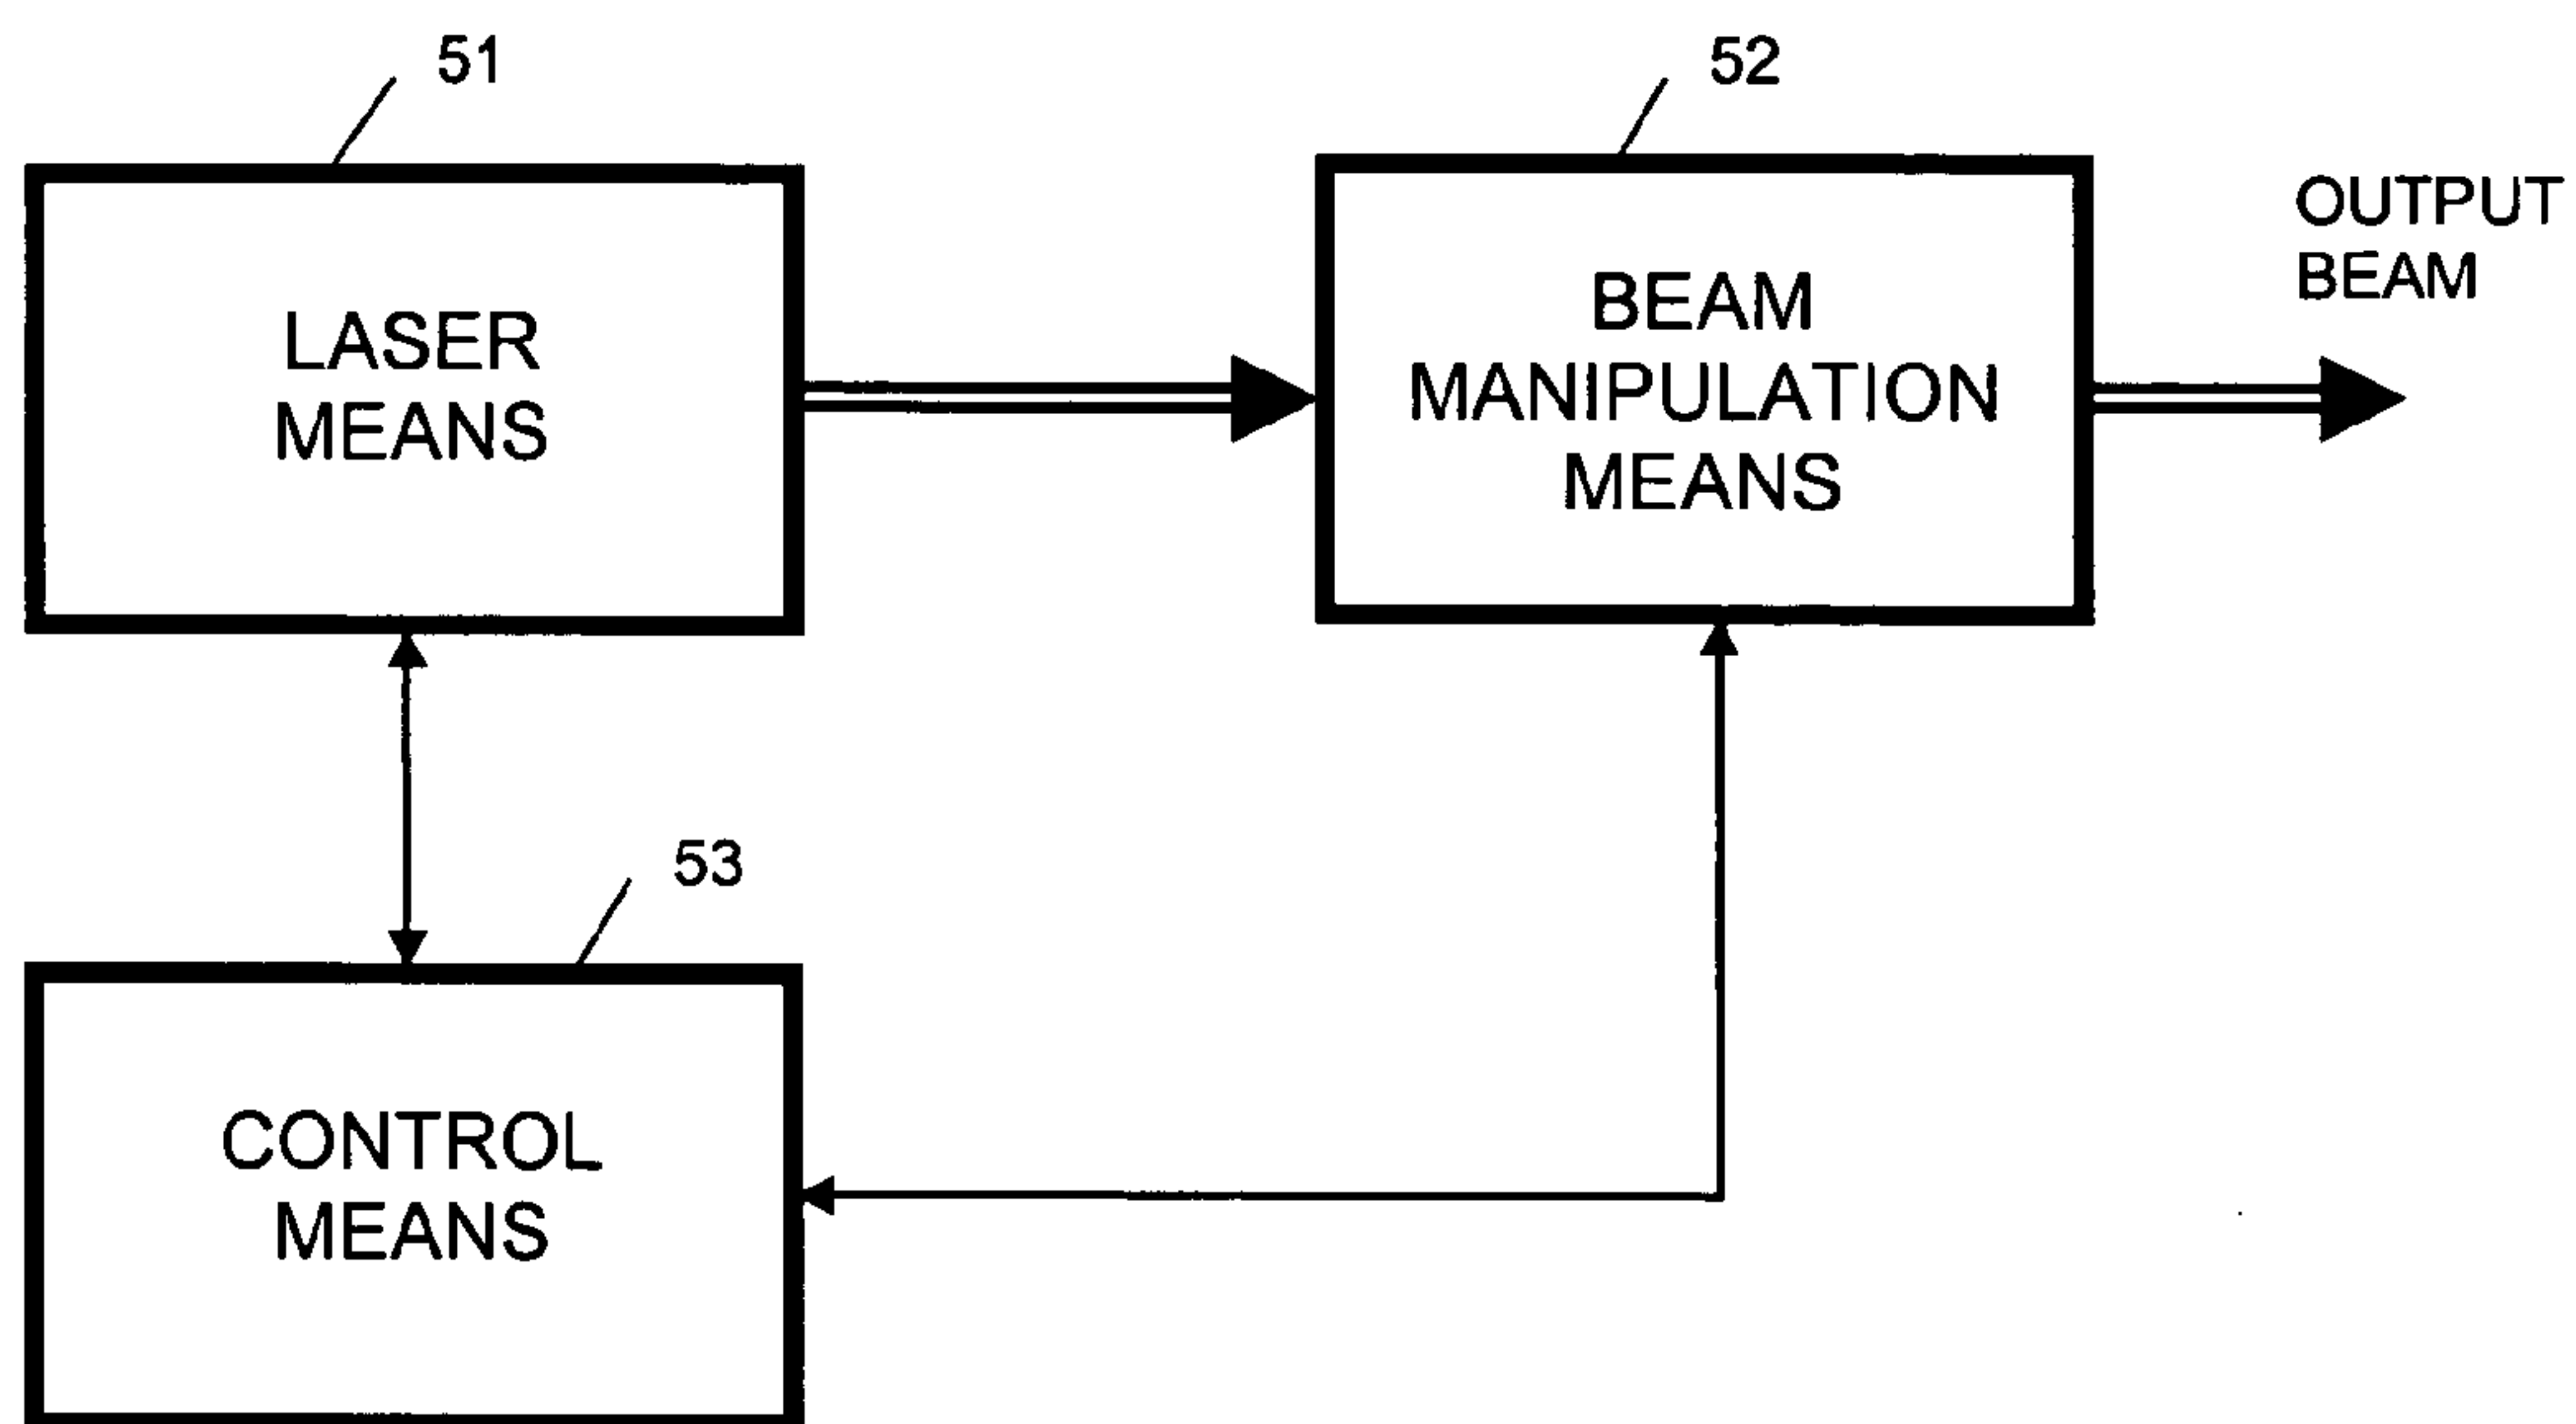 51
52
LASER
MEANS
BEAM
MANIPULATION
MEANS
OUTPUT
BEAM
53
CONTROL
MEANS